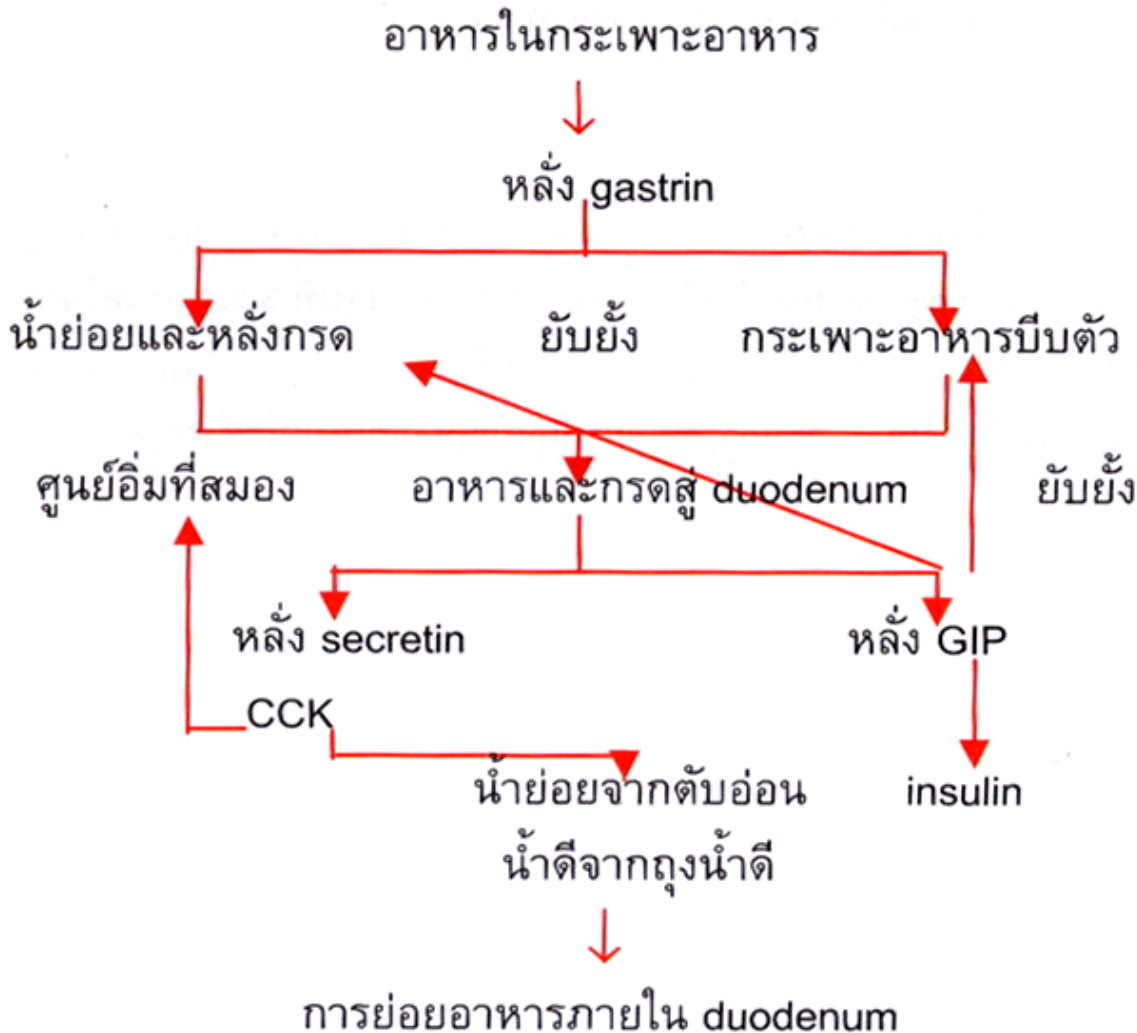 อาหารในกระเพาะอาหาร
หลั่ง gastrin
น้ำย่อยและหลั่งกรด ยับยั้ง กระเพาะอาหารบีบตัว
ศูนย์อิ่มที่สมอง อาหารและกรดสู่ duodenum ยับยั้ง
หลั่ง secretin หลั่ง GIP
CCK
น้ำย่อยจากตับอ่อน insulin
น้ำดีจากถุงน้ำดี
การย่อยอาหารภายใน duodenum